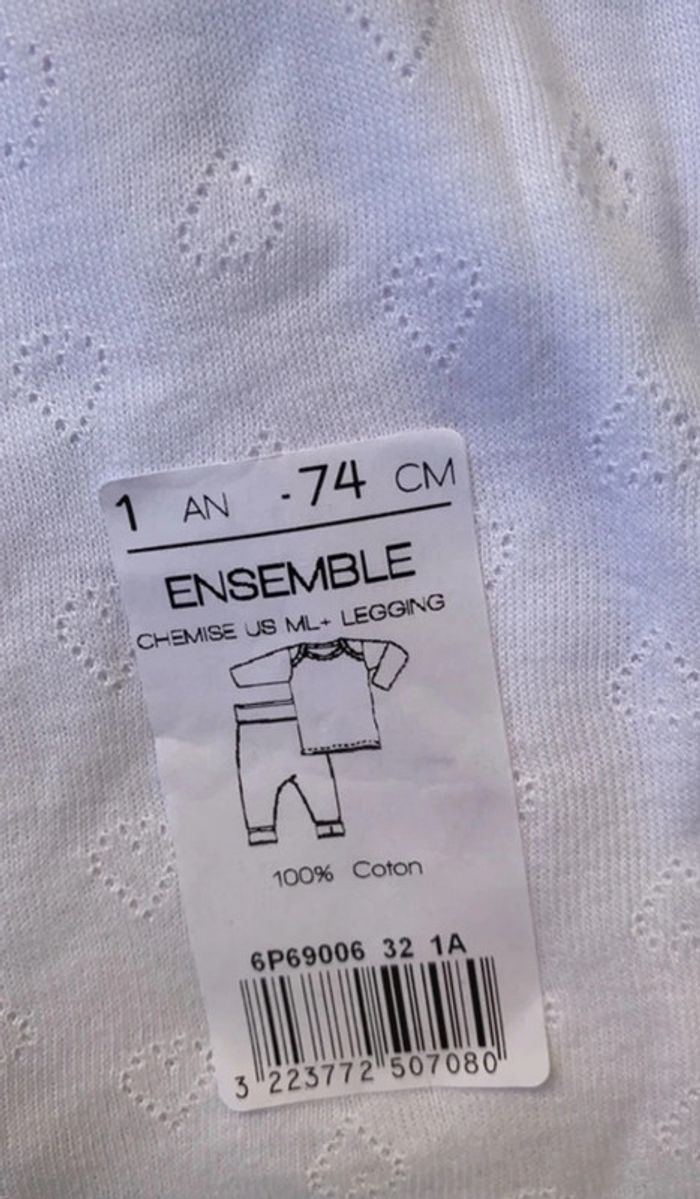 1 AN - 74 CM
ENSEMBLE
CHEMISE US ML+ LEGGING
100% Coton
6P69006 32 1A
3 223772 507080